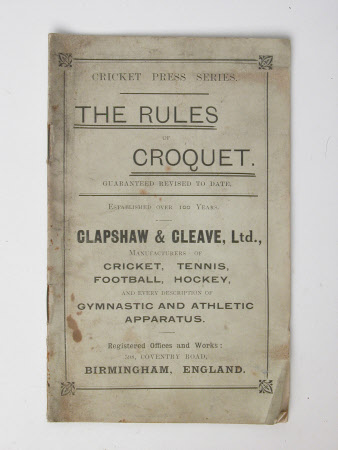 CRICKET PRESS SERIES.
THE RULES
OF
CROQUET.
GUARANTEED REVISED TO DATE.
ESTABLISHED OVER 100 YEARS.
CLAPSHAW & CLEAVE, Ltd.,
MANUFACTURERS OF
CRICKET, TENNIS,
FOOTBALL, HOCKEY,
AND EVERY DESCRIPTION OF
GYMNASTIC AND ATHLETIC
APPARATUS.
Registered Offices and Works:
COVENTRY ROAD,
BIRMINGHAM, ENGLAND.